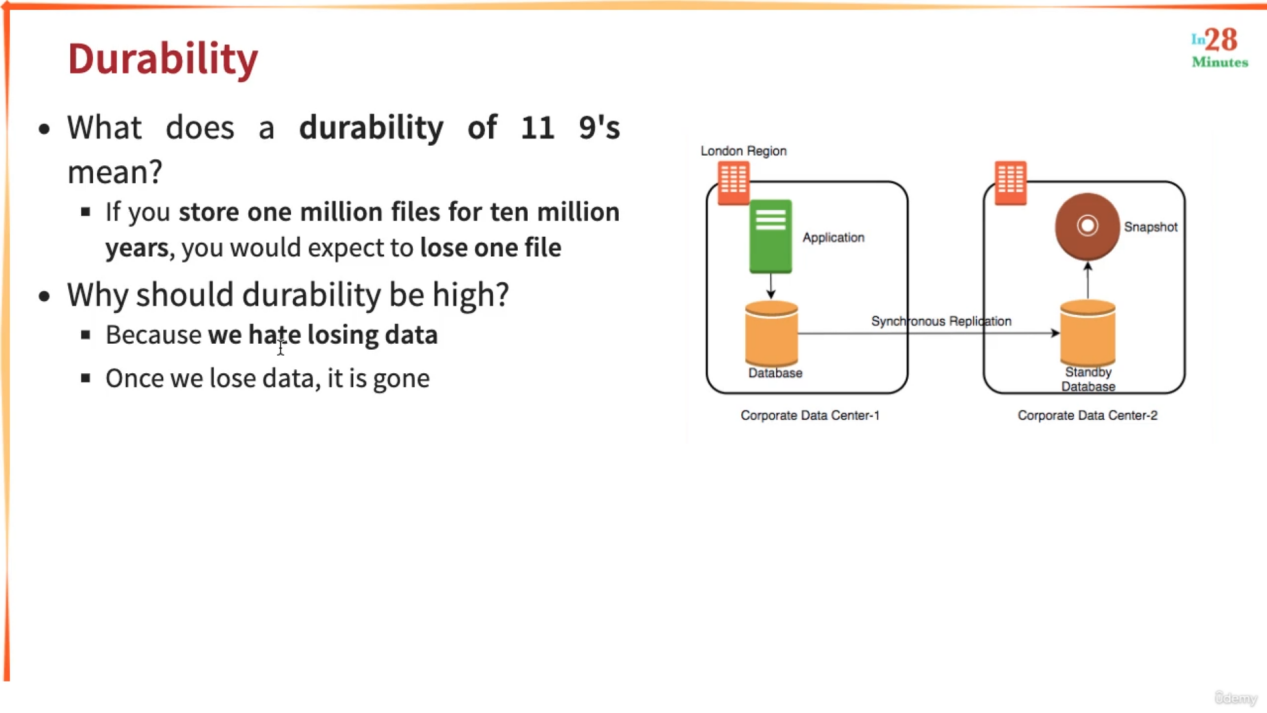 Durability
In28
Minutes
• What does a durability of 11 9's
mean?
▪ If you store one million files for ten million
years, you would expect to lose one file
• Why should durability be high?
▪ Because we hate losing data
▪ Once we lose data, it is gone
London Region
Application
Database
Corporate Data Center-1
Synchronous Replication
Snapshot
Standby
Database
Corporate Data Center-2
ûdemy